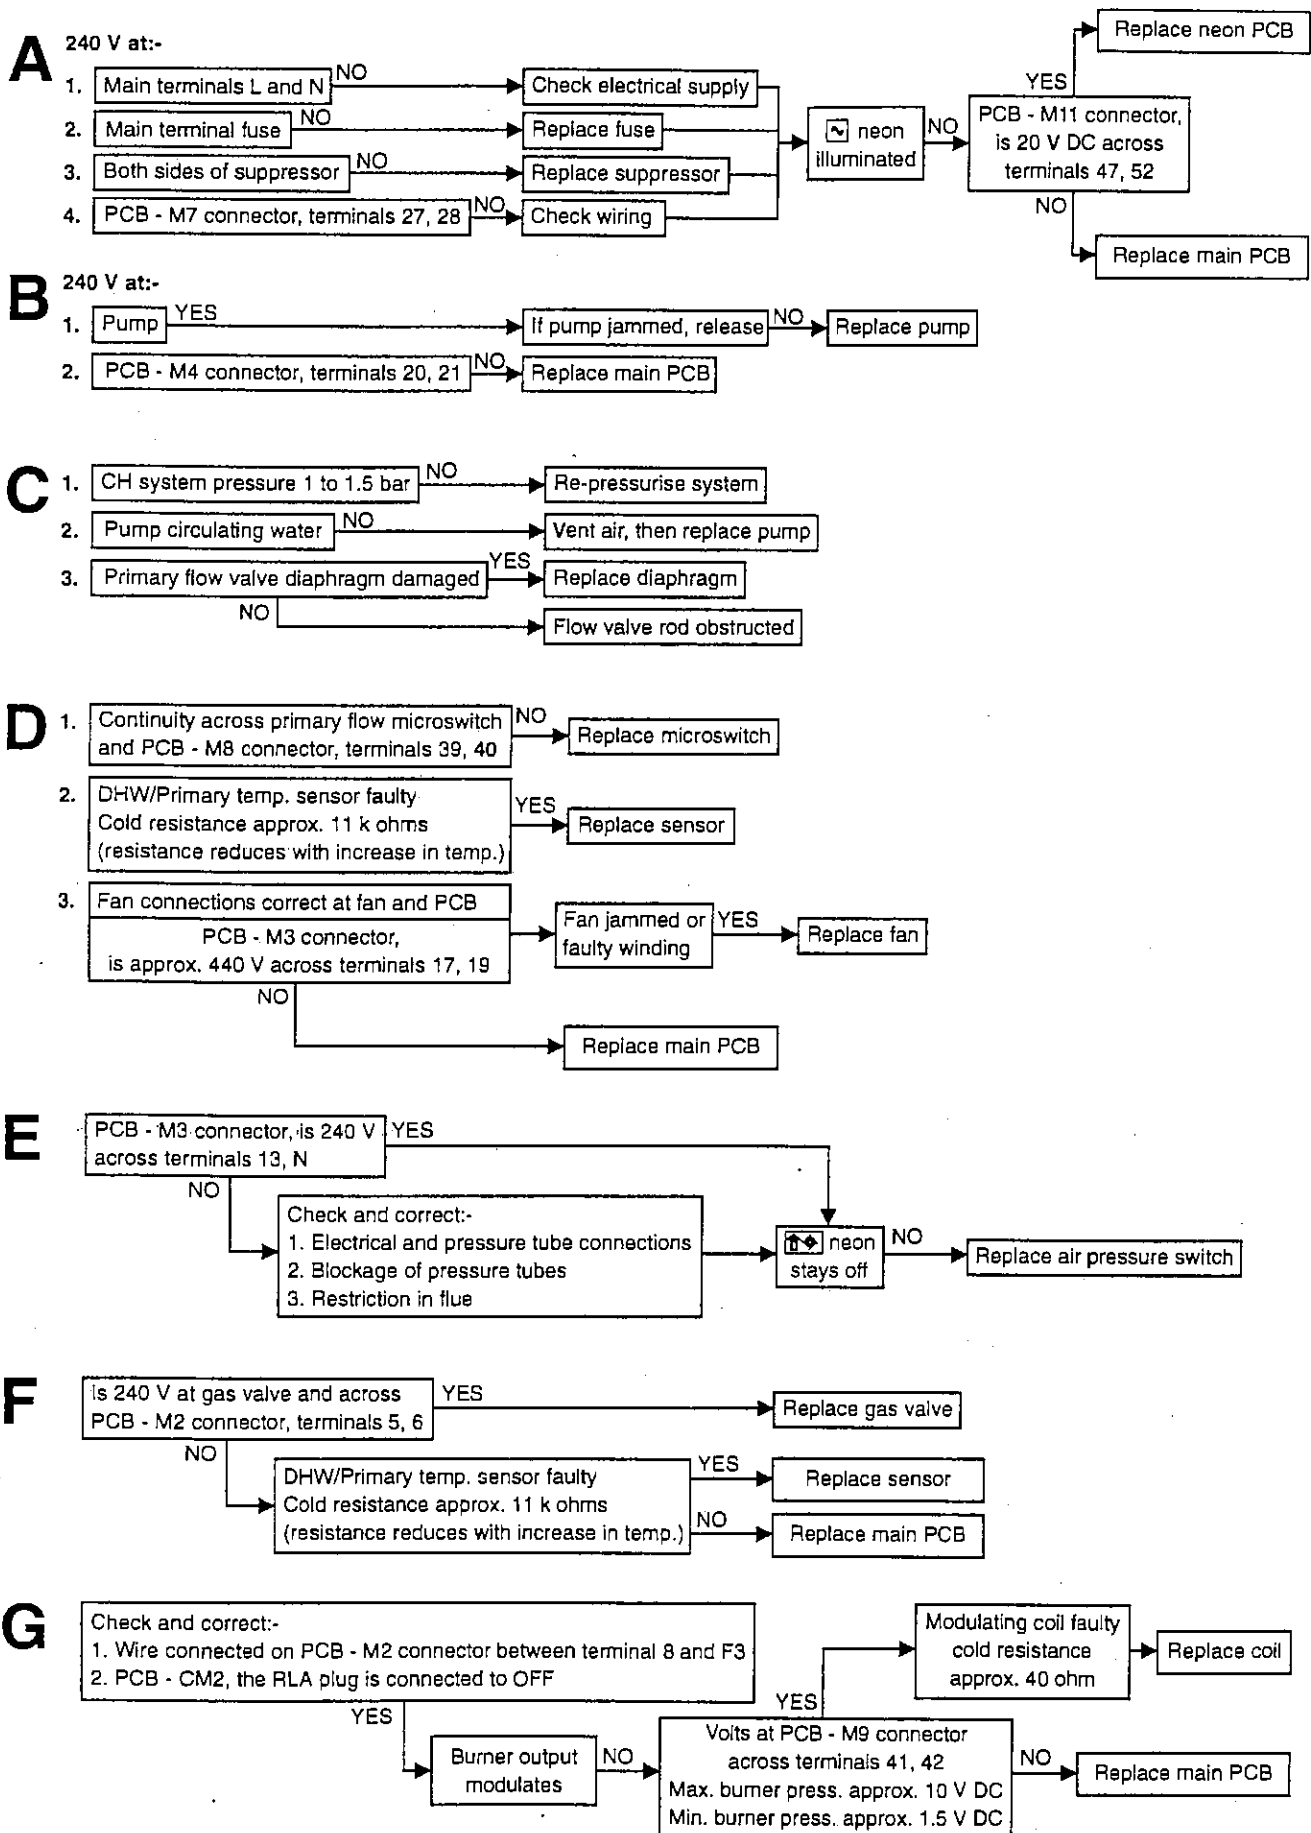 A
240 V at:-
1. Main terminals L and N
NO
Check electrical supply
2. Main terminal fuse
NO
Replace fuse
3. Both sides of suppressor
NO
Replace suppressor
4. PCB - M7 connector, terminals 27, 28
NO
Check wiring
~ neon
illuminated
NO
PCB - M11 connector,
is 20 V DC across
terminals 47, 52
YES
Replace neon PCB
NO
Replace main PCB
B
240 V at:-
1. Pump
YES
If pump jammed, release
NO
Replace pump
2. PCB - M4 connector, terminals 20, 21
NO
Replace main PCB
C
1. CH system pressure 1 to 1.5 bar
NO
Re-pressurise system
2. Pump circulating water
NO
Vent air, then replace pump
3. Primary flow valve diaphragm damaged
YES
Replace diaphragm
NO
Flow valve rod obstructed
D
1. Continuity across primary flow microswitch
and PCB - M8 connector, terminals 39, 40
NO
Replace microswitch
2. DHW/Primary temp. sensor faulty
Cold resistance approx. 11 k ohms
(resistance reduces with increase in temp.)
YES
Replace sensor
3. Fan connections correct at fan and PCB
PCB - M3 connector,
is approx. 440 V across terminals 17, 19
Fan jammed or
faulty winding
YES
Replace fan
NO
Replace main PCB
E
PCB - M3 connector, is 240 V
across terminals 13, N
YES
NO
Check and correct:-
1. Electrical and pressure tube connections
2. Blockage of pressure tubes
3. Restriction in flue
neon
stays off
NO
Replace air pressure switch
F
Is 240 V at gas valve and across
PCB - M2 connector, terminals 5, 6
YES
Replace gas valve
NO
DHW/Primary temp. sensor faulty
Cold resistance approx. 11 k ohms
(resistance reduces with increase in temp.)
YES
Replace sensor
NO
Replace main PCB
G
Check and correct:-
1. Wire connected on PCB - M2 connector between terminal 8 and F3
2. PCB - CM2, the RLA plug is connected to OFF
YES
Burner output
modulates
NO
Volts at PCB - M9 connector
across terminals 41, 42
Max. burner press. approx. 10 V DC
Min. burner press. approx. 1.5 V DC
YES
Modulating coil faulty
cold resistance
approx. 40 ohm
Replace coil
NO
Replace main PCB